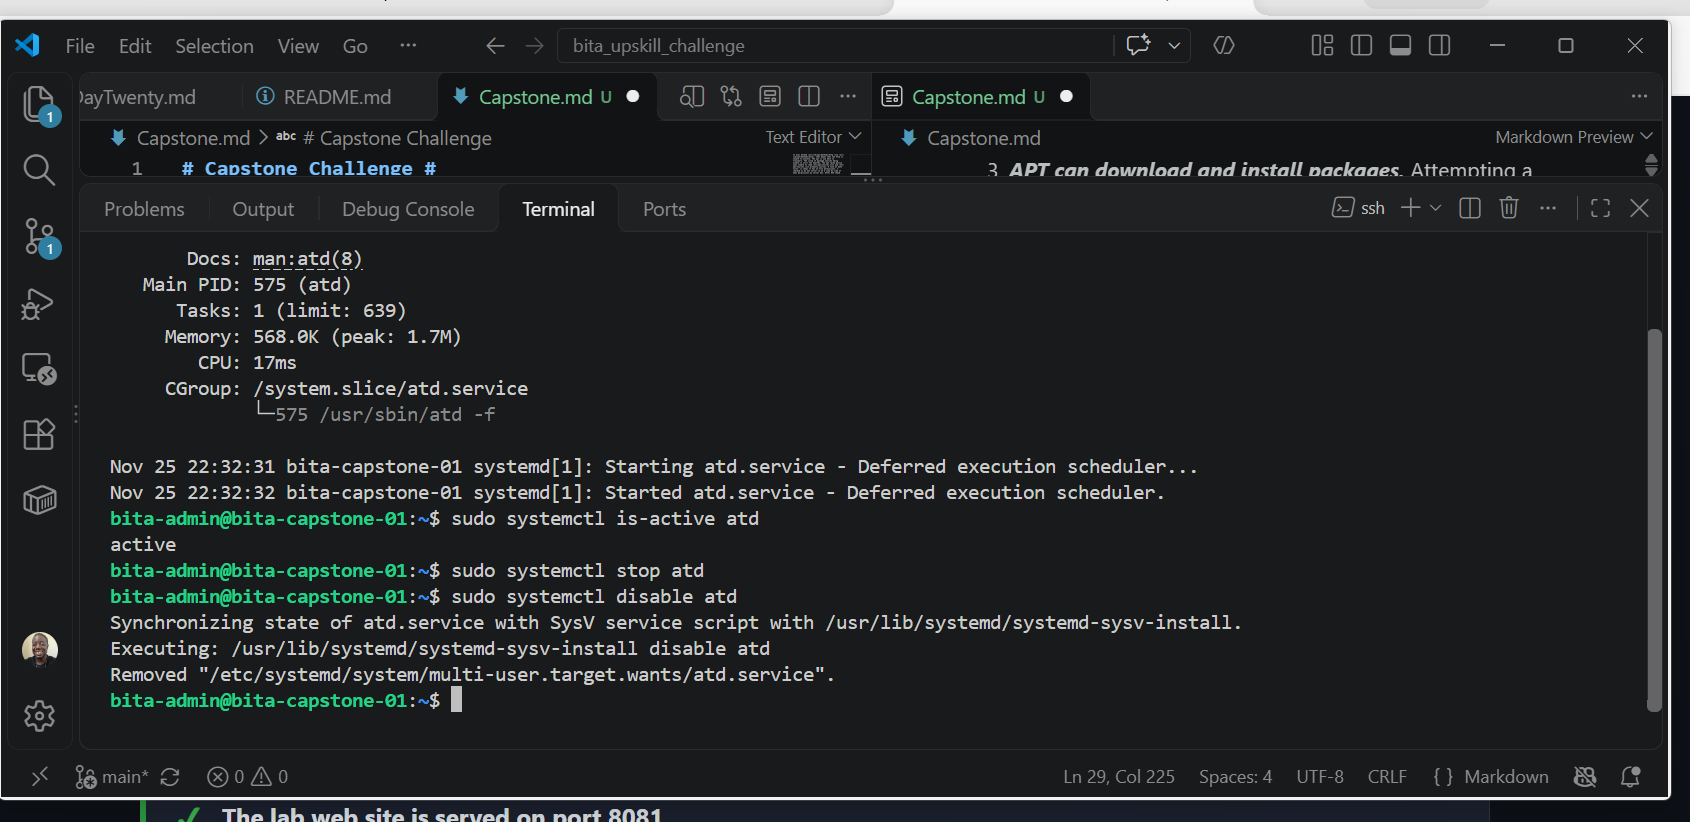 File Edit Selection View Go ··· bita_upskill_challenge
DayTwenty.md README.md Capstone.md U Capstone.md U
Capstone.md > abc # Capstone Challenge Text Editor Capstone.md Markdown Preview
1 # Capstone Challenge # 3 APT can download and install packages. Attempting a
Problems Output Debug Console Terminal Ports ssh
Docs: man:atd(8)
Main PID: 575 (atd)
Tasks: 1 (limit: 639)
Memory: 568.0K (peak: 1.7M)
CPU: 17ms
CGroup: /system.slice/atd.service
└─575 /usr/sbin/atd -f
Nov 25 22:32:31 bita-capstone-01 systemd[1]: Starting atd.service - Deferred execution scheduler...
Nov 25 22:32:32 bita-capstone-01 systemd[1]: Started atd.service - Deferred execution scheduler.
bita-admin@bita-capstone-01:~$ sudo systemctl is-active atd
active
bita-admin@bita-capstone-01:~$ sudo systemctl stop atd
bita-admin@bita-capstone-01:~$ sudo systemctl disable atd
Synchronizing state of atd.service with SysV service script with /usr/lib/systemd/systemd-sysv-install.
Executing: /usr/lib/systemd/systemd-sysv-install disable atd
Removed "/etc/systemd/system/multi-user.target.wants/atd.service".
bita-admin@bita-capstone-01:~$
1
1
main* 0 0 Ln 29, Col 225 Spaces: 4 UTF-8 CRLF { } Markdown
The lab web site is served on port 8081